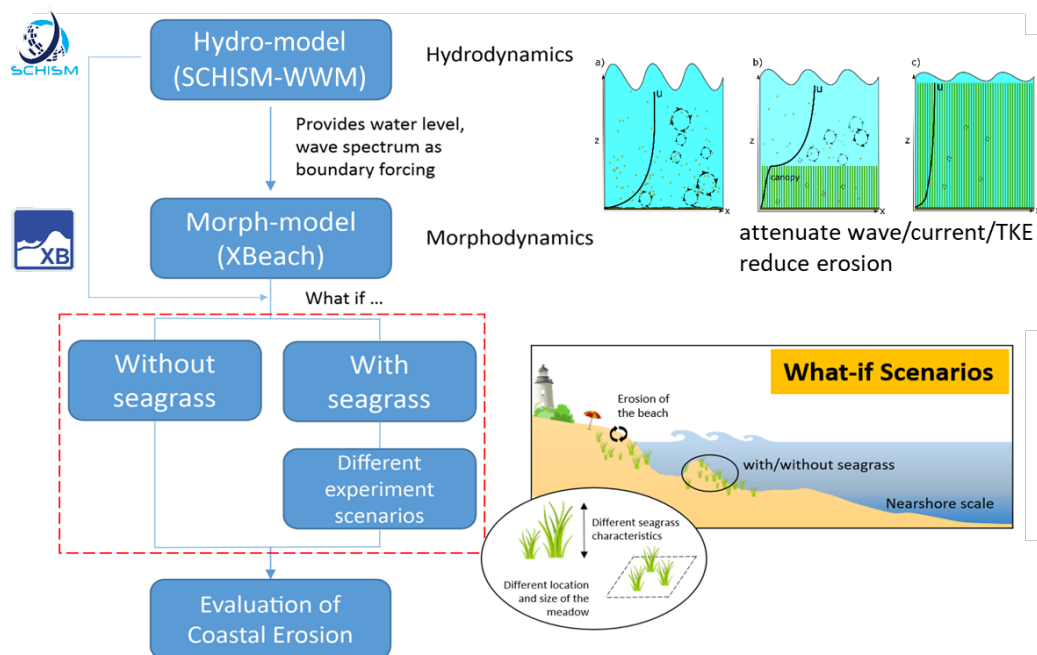 SCHISM
Hydro-model
(SCHISM-WWM)
Hydrodynamics
Provides water level,
wave spectrum as
boundary forcing
XB
Morph-model
(XBeach)
Morphodynamics
What if ...
Without
seagrass
With
seagrass
Different
experiment
scenarios
Evaluation of
Coastal Erosion
a)
u
z
x
b)
u
z
canopy
x
c)
u
z
x
attenuate wave/current/TKE
reduce erosion
What-if Scenarios
Erosion of
the beach
with/without seagrass
Nearshore scale
Different seagrass
characteristics
Different location
and size of the
meadow